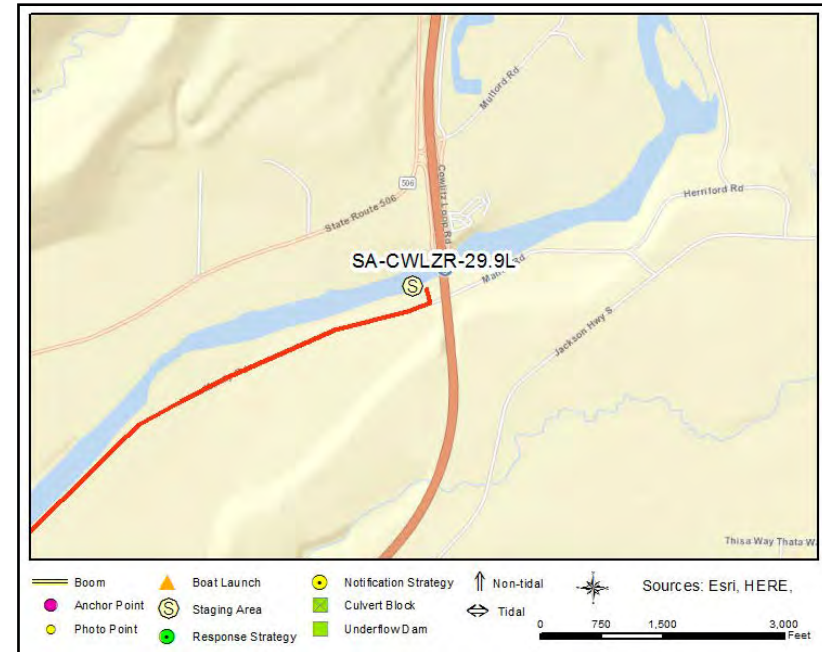 Mulford Rd
506
State Route 506
Cowlitz Loop Rd
Herriford Rd
SA-CWLZR-29.9L
Jackson Hwy S
Thisa Way Thata W
Boom
Boat Launch
Notification Strategy
Non-tidal
Sources: Esri, HERE,
Anchor Point
Staging Area
S
Culvert Block
Tidal
Photo Point
Response Strategy
Underflow Dam
0 750 1,500 3,000
Feet